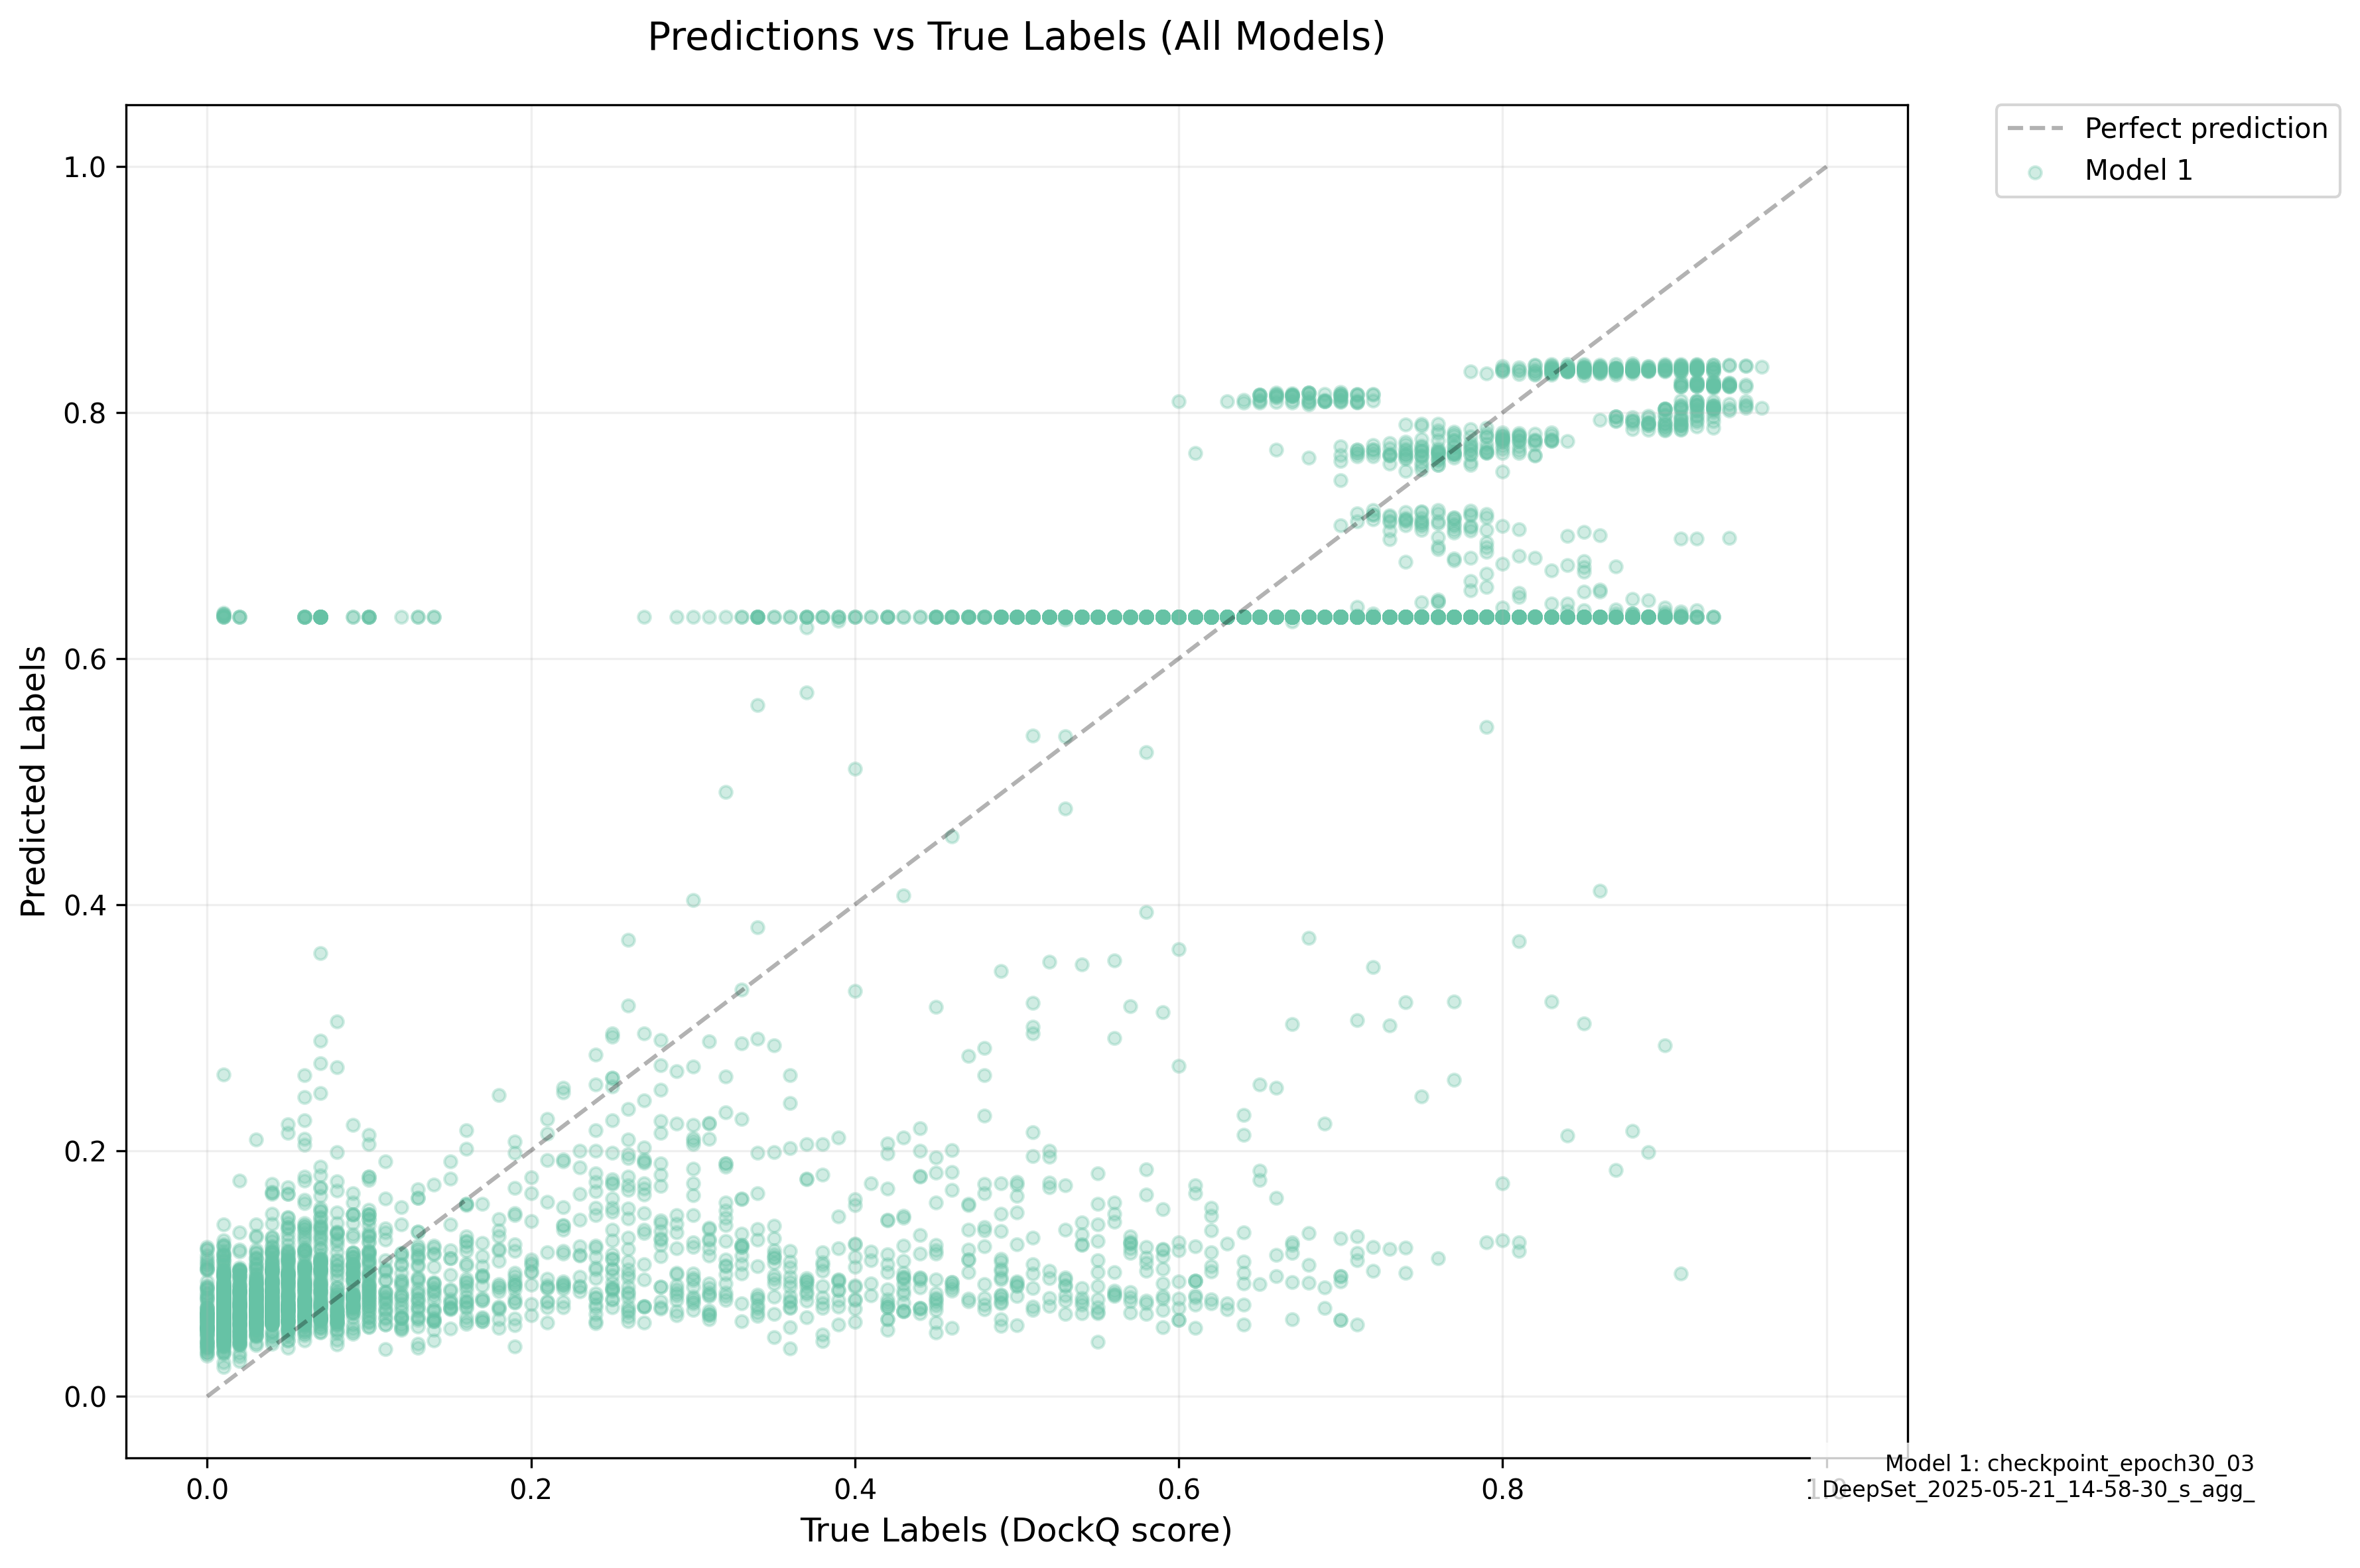 Predictions vs True Labels (All Models)
Perfect prediction
Model 1
1.0
0.8
0.6
0.4
0.2
0.0
Predicted Labels
0.0
0.2
0.4
0.6
0.8
1.0
True Labels (DockQ score)
Model 1: checkpoint_epoch30_03
DeepSet_2025-05-21_14-58-30_s_agg_